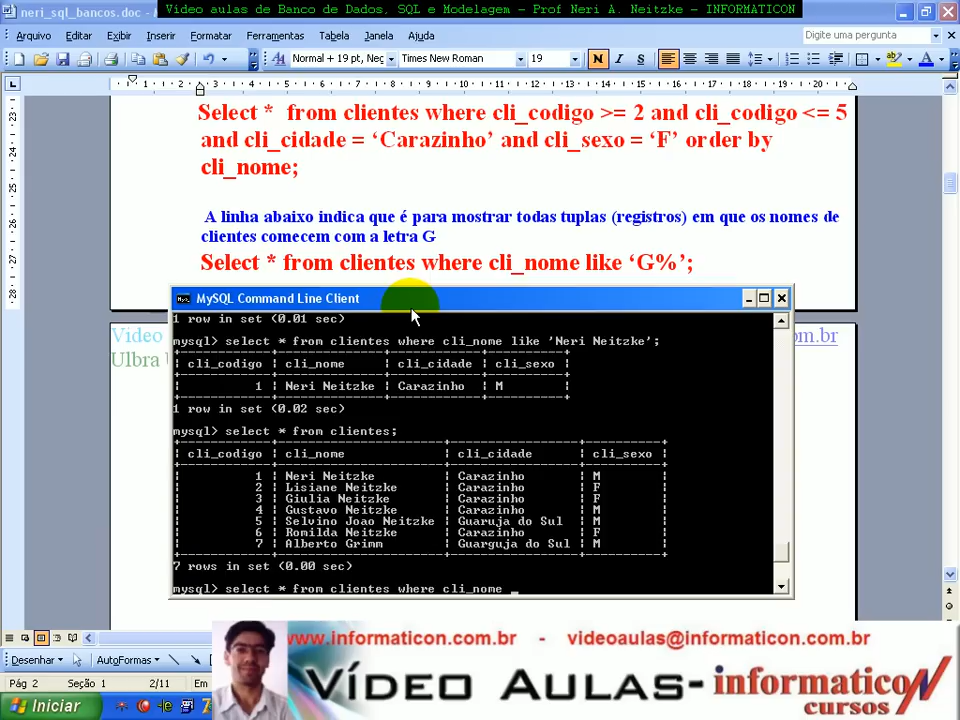 neri_sql_bancos.doc -
Vídeo aulas de Banco de Dados, SQL e Modelagem - Prof Neri A. Neitzke - INFORMATICON
Arquivo Editar Exibir Inserir Formatar Ferramentas Tabela Janela Ajuda Digite uma pergunta
Normal + 19 pt, Neg Times New Roman 19 N I S
Select * from clientes where cli_codigo >= 2 and cli_codigo <= 5
and cli_cidade = ‘Carazinho’ and cli_sexo = ‘F’ order by
cli_nome;
A linha abaixo indica que é para mostrar todas tuplas (registros) em que os nomes de
clientes comecem com a letra G
Select * from clientes where cli_nome like ‘G%’;
MySQL Command Line Client
1 row in set (0.01 sec)
mysql> select * from clientes where cli_nome like 'Neri Neitzke';
| cli_codigo | cli_nome | cli_cidade | cli_sexo |
| 1 | Neri Neitzke | Carazinho | M |
1 row in set (0.02 sec)
mysql> select * from clientes;
| cli_codigo | cli_nome | cli_cidade | cli_sexo |
| 1 | Neri Neitzke | Carazinho | M |
| 2 | Lisiane Neitzke | Carazinho | F |
| 3 | Giulia Neitzke | Carazinho | F |
| 4 | Gustavo Neitzke | Carazinho | M |
| 5 | Selvino Joao Neitzke | Guaruja do Sul | M |
| 6 | Romilda Neitzke | Carazinho | F |
| 7 | Alberto Grimm | Guarguja do Sul | M |
7 rows in set (0.00 sec)
mysql> select * from clientes where cli_nome _
Vídeo
om.br
Ulbra
www.informaticon.com.br - videoaulas@informaticon.com.br
Vídeo Aulas- informaticon
cursos
Desenhar AutoFormas
Pág 2 Seção 1 2/11 Em
Iniciar